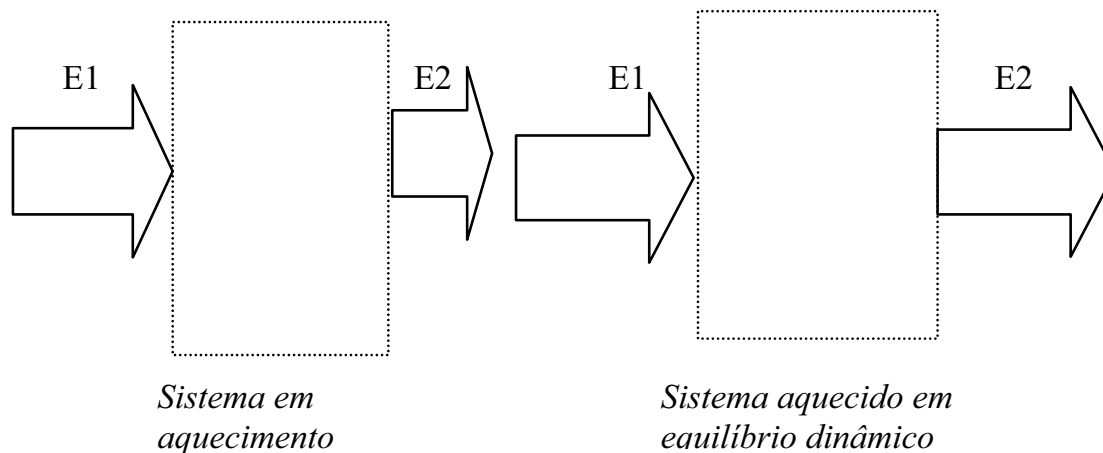 E1
E2
E1
E2
Sistema em
aquecimento
Sistema aquecido em
equilíbrio dinâmico